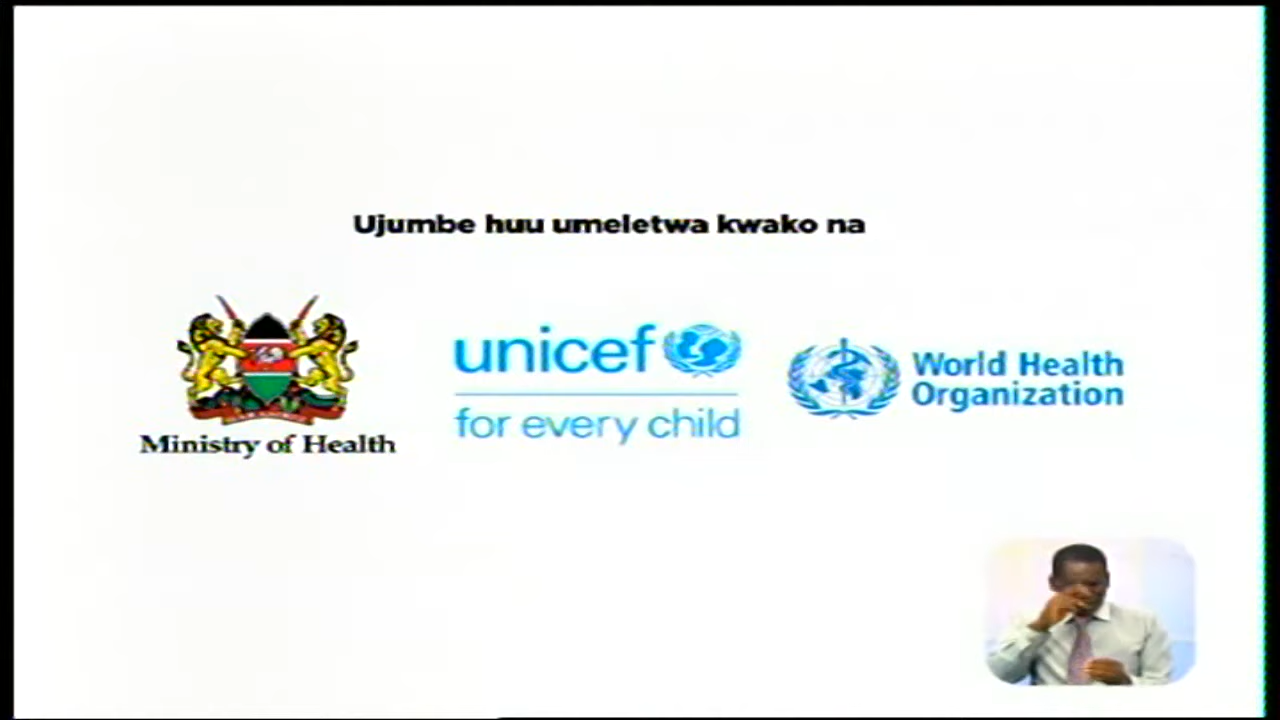 Ujumbe huu umeletwa kwako na
Ministry of Health
unicef
for every child
World Health
Organization